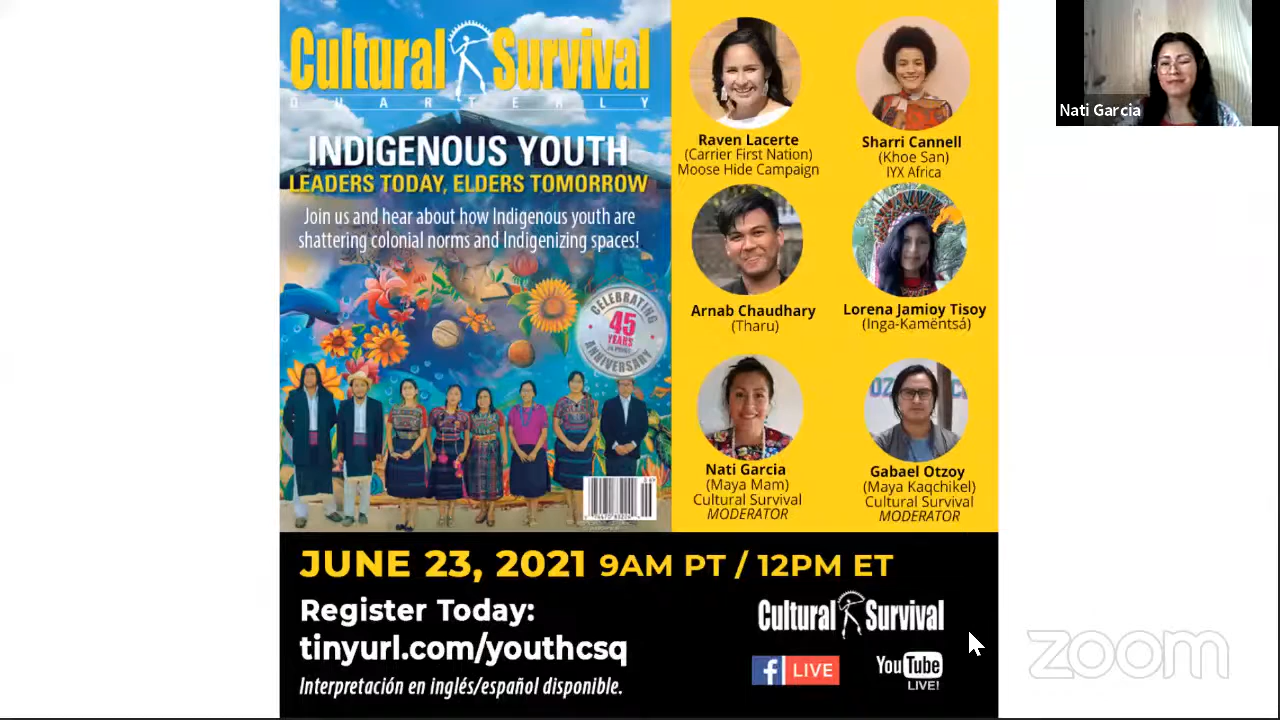 Cultural Survival
QUARTERLY
INDIGENOUS YOUTH
LEADERS TODAY, ELDERS TOMORROW
Join us and hear about how Indigenous youth are
shattering colonial norms and Indigenizing spaces!
CELEBRATING
45
YEARS
ANNIVERSARY
Raven Lacerte
(Carrier First Nation)
Moose Hide Campaign
Sharri Cannell
(Khoe San)
IYX Africa
Arnab Chaudhary
(Tharu)
Lorena Jamioy Tisoy
(Inga-Kamëntsá)
Nati Garcia
(Maya Mam)
Cultural Survival
MODERATOR
Gabael Otzoy
(Maya Kaqchikel)
Cultural Survival
MODERATOR
JUNE 23, 2021 9AM PT / 12PM ET
Register Today:
tinyurl.com/youthcsq
Interpretación en inglés/español disponible.
Cultural Survival
f LIVE
YouTube
LIVE!
Nati Garcia
zoom